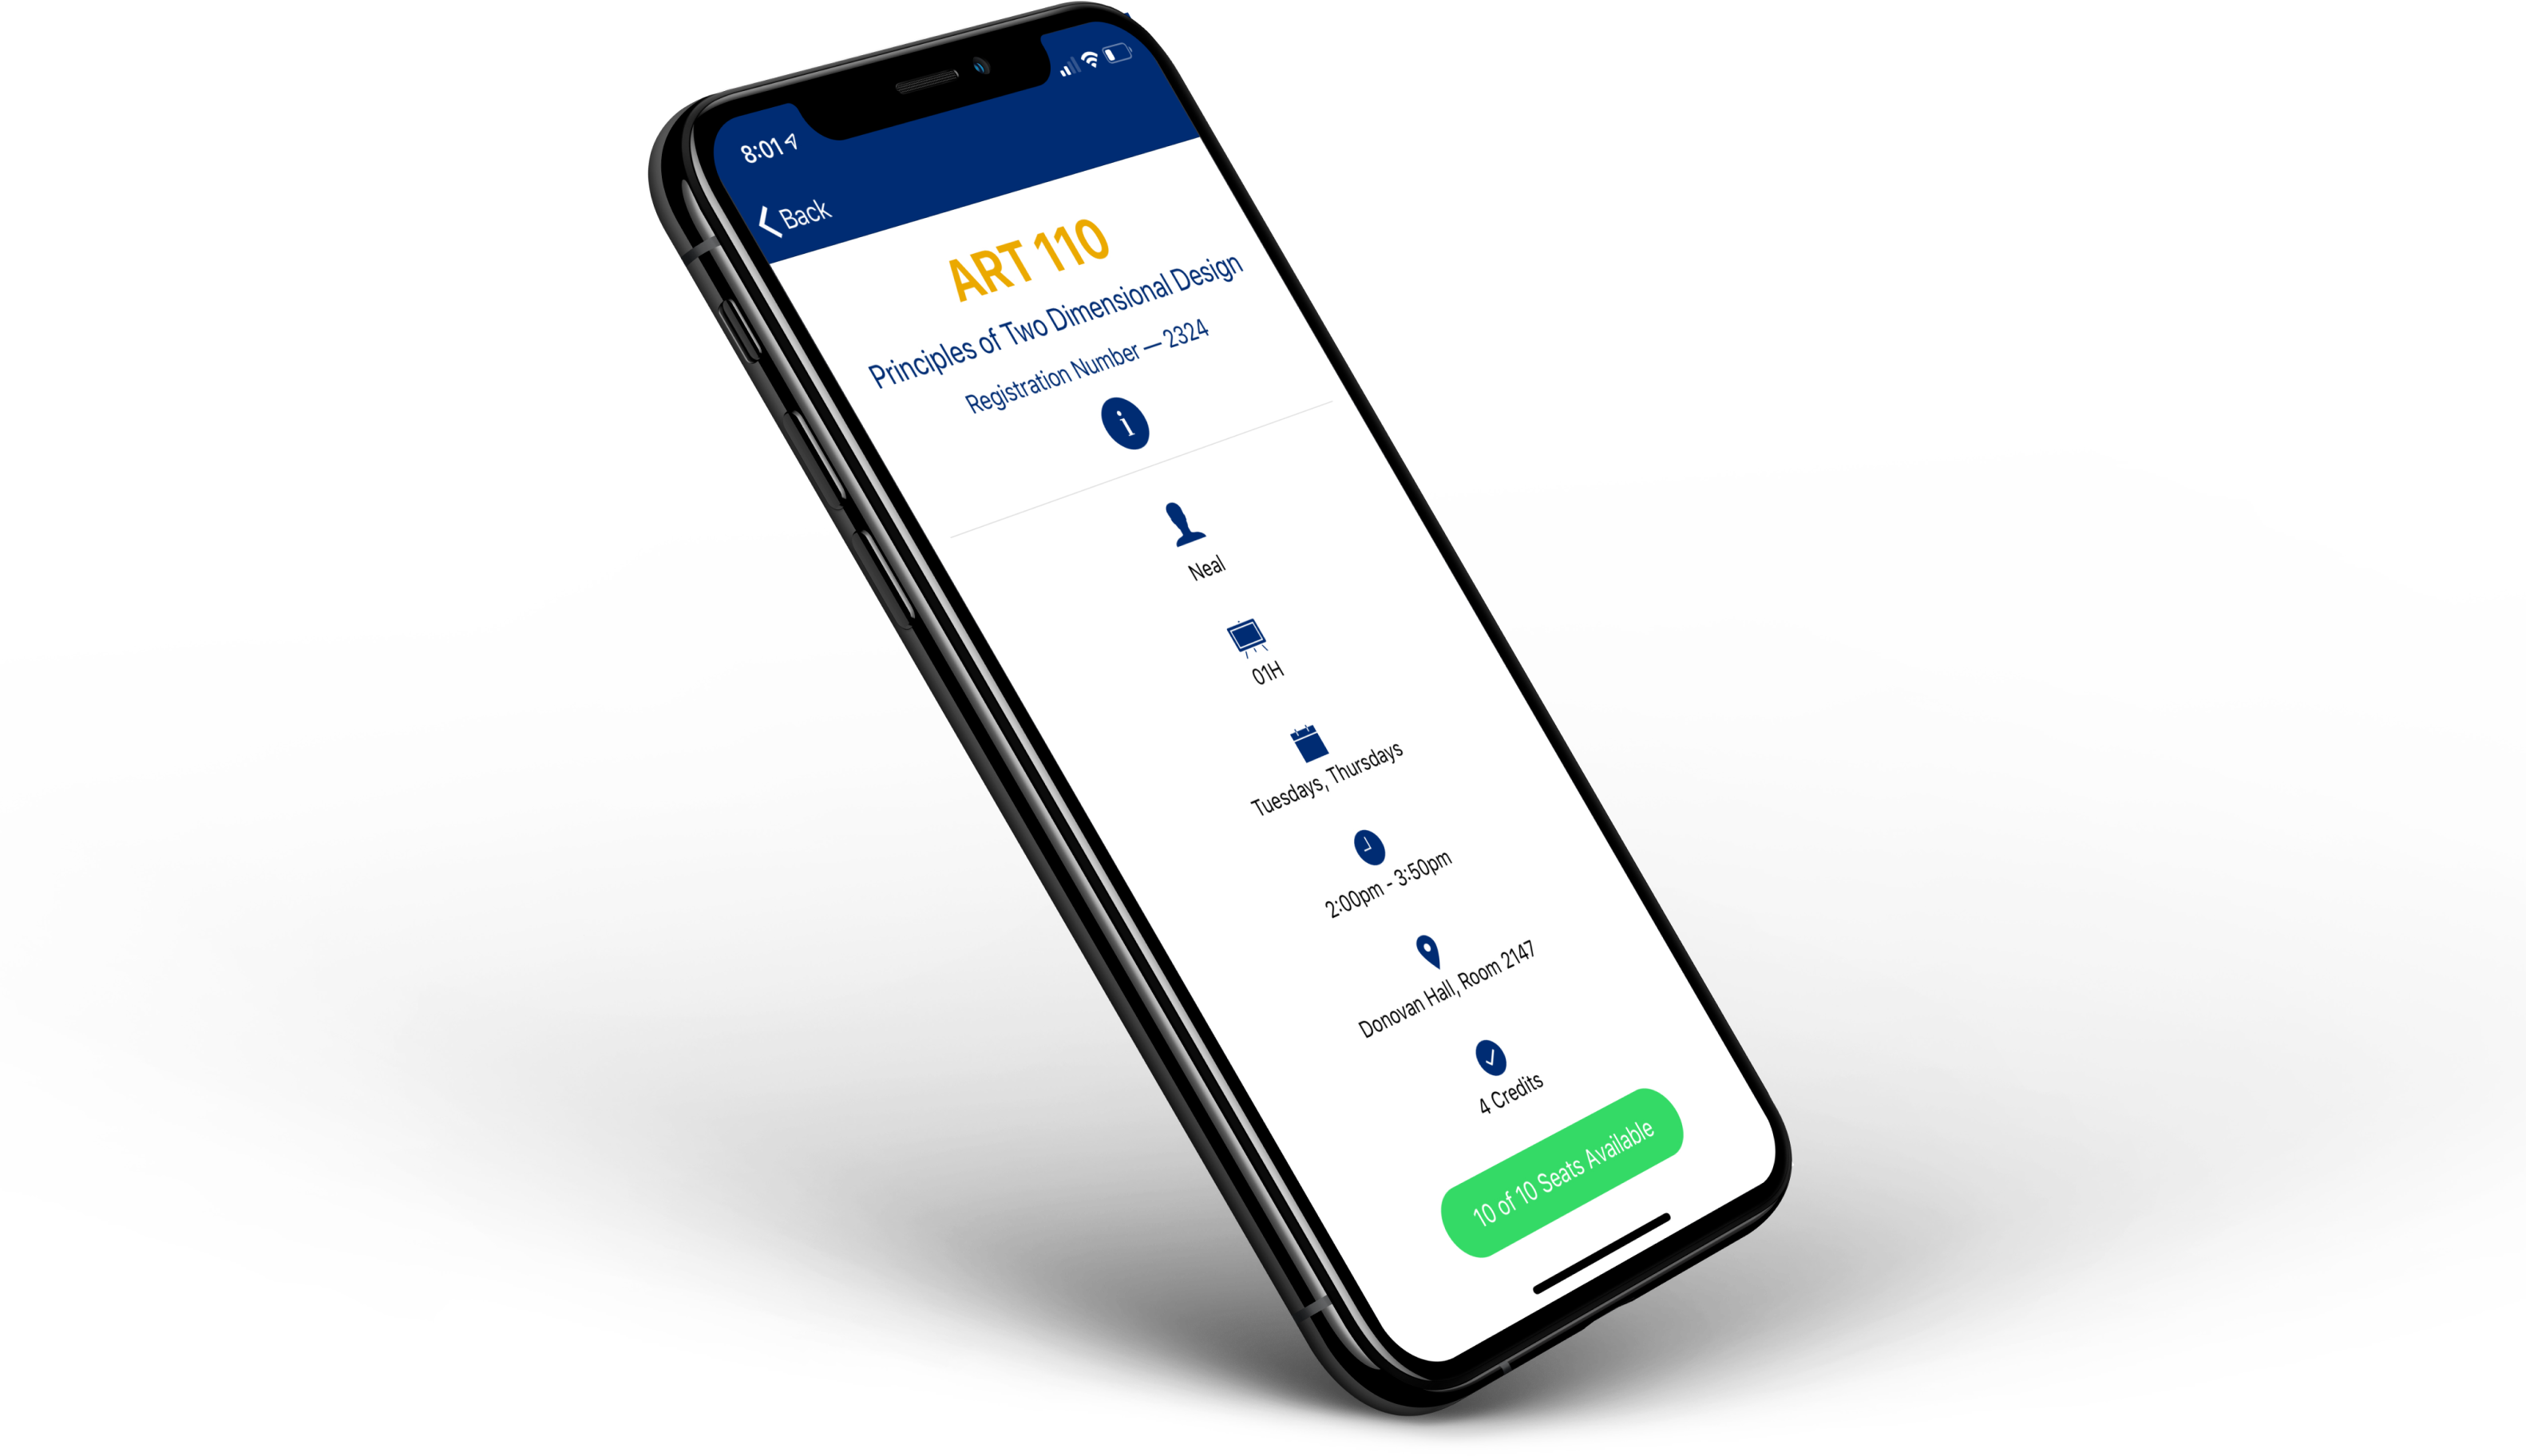 8:01
Back
ART 110
Principles of Two Dimensional Design
Registration Number — 2324
i
Neal
01H
Tuesdays, Thursdays
2:00pm - 3:50pm
Donovan Hall, Room 2147
4 Credits
10 of 10 Seats Available